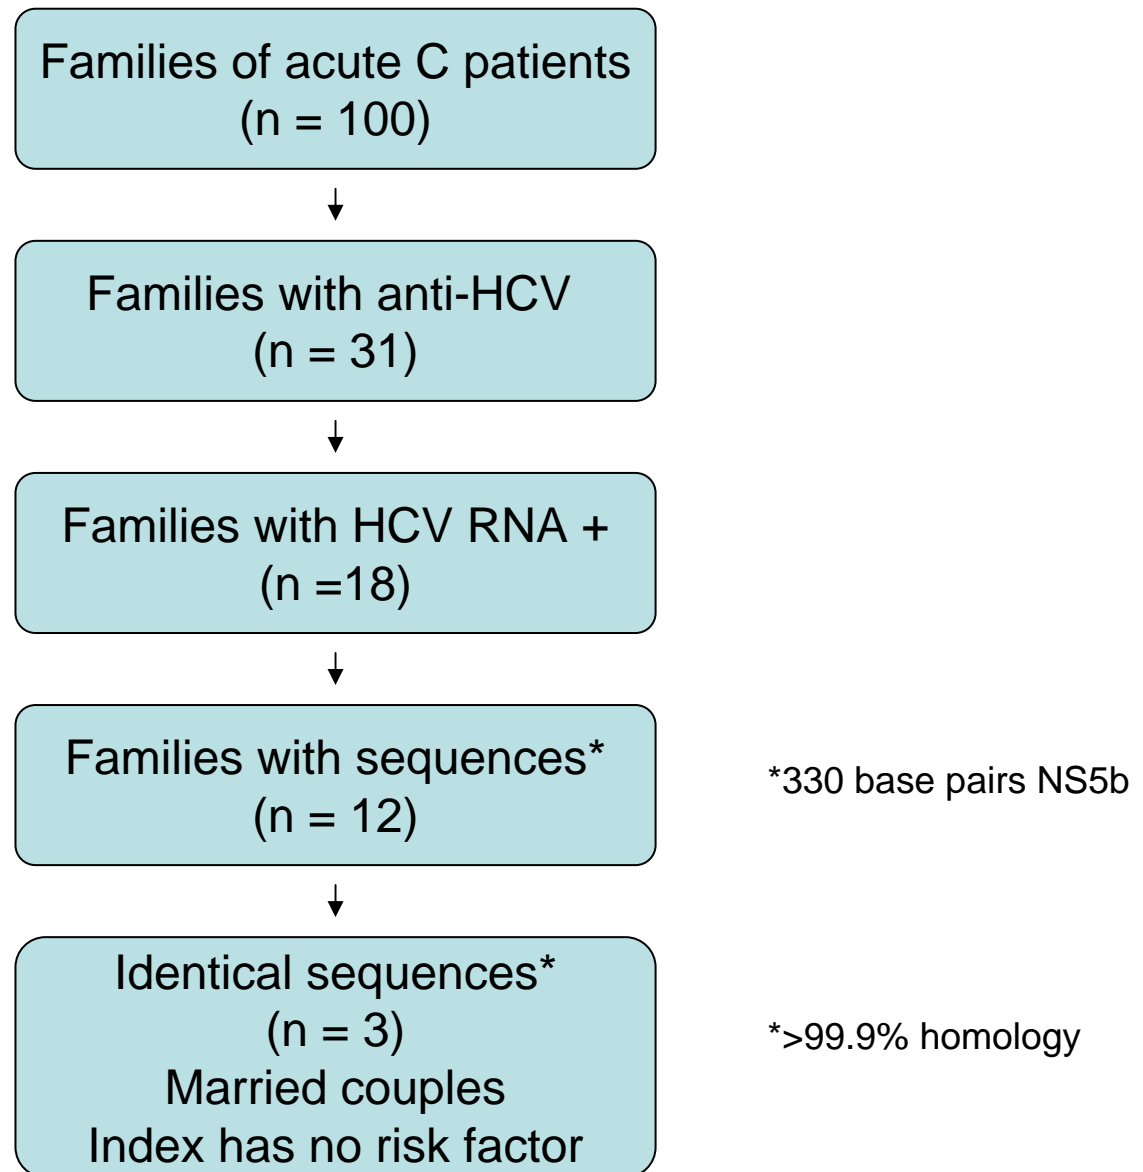 Families of acute C patients
(n = 100)
Families with anti-HCV
(n = 31)
Families with HCV RNA +
(n =18)
Families with sequences*
(n = 12)
*330 base pairs NS5b
Identical sequences*
(n = 3)
Married couples
Index has no risk factor
*>99.9% homology